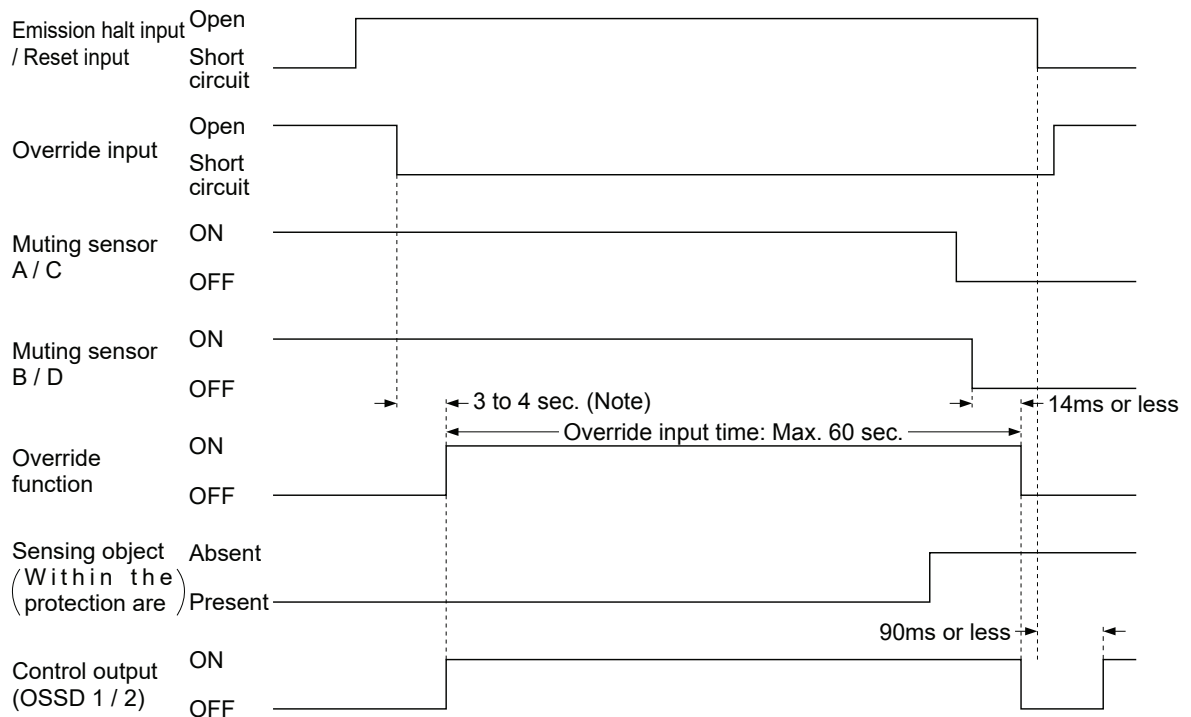 Emission halt input
/ Reset input
Open
Short
circuit
Override input
Open
Short
circuit
Muting sensor
A / C
ON
OFF
Muting sensor
B / D
ON
OFF
3 to 4 sec. (Note)
14ms or less
Override input time: Max. 60 sec.
Override
function
ON
OFF
Sensing object
(Within the
protection are)
Absent
Present
90ms or less
Control output
(OSSD 1 / 2)
ON
OFF